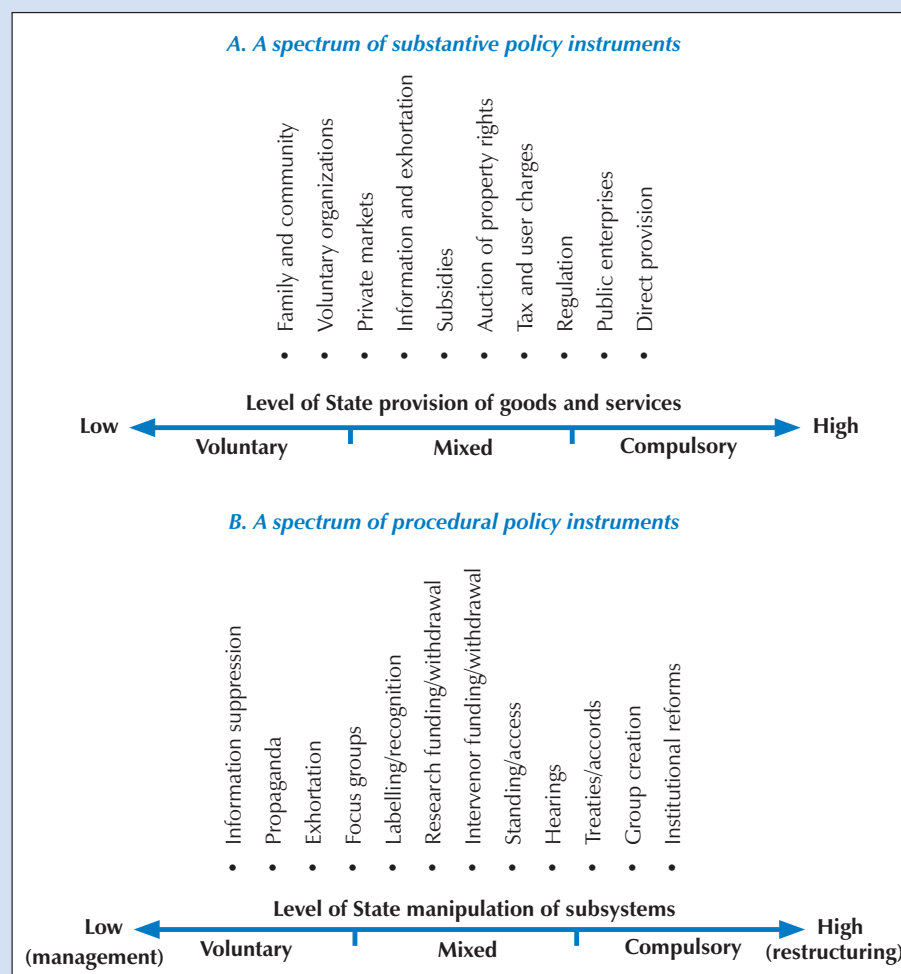 A. A spectrum of substantive policy instruments
• Family and community
• Voluntary organizations
• Private markets
• Information and exhortation
• Subsidies
• Auction of property rights
• Tax and user charges
• Regulation
• Public enterprises
• Direct provision
Level of State provision of goods and services
Low
High
Voluntary
Mixed
Compulsory
B. A spectrum of procedural policy instruments
• Information suppression
• Propaganda
• Exhortation
• Focus groups
• Labelling/recognition
• Research funding/withdrawal
• Intervenor funding/withdrawal
• Standing/access
• Hearings
• Treaties/accords
• Group creation
• Institutional reforms
Level of State manipulation of subsystems
Low
(management)
High
(restructuring)
Voluntary
Mixed
Compulsory